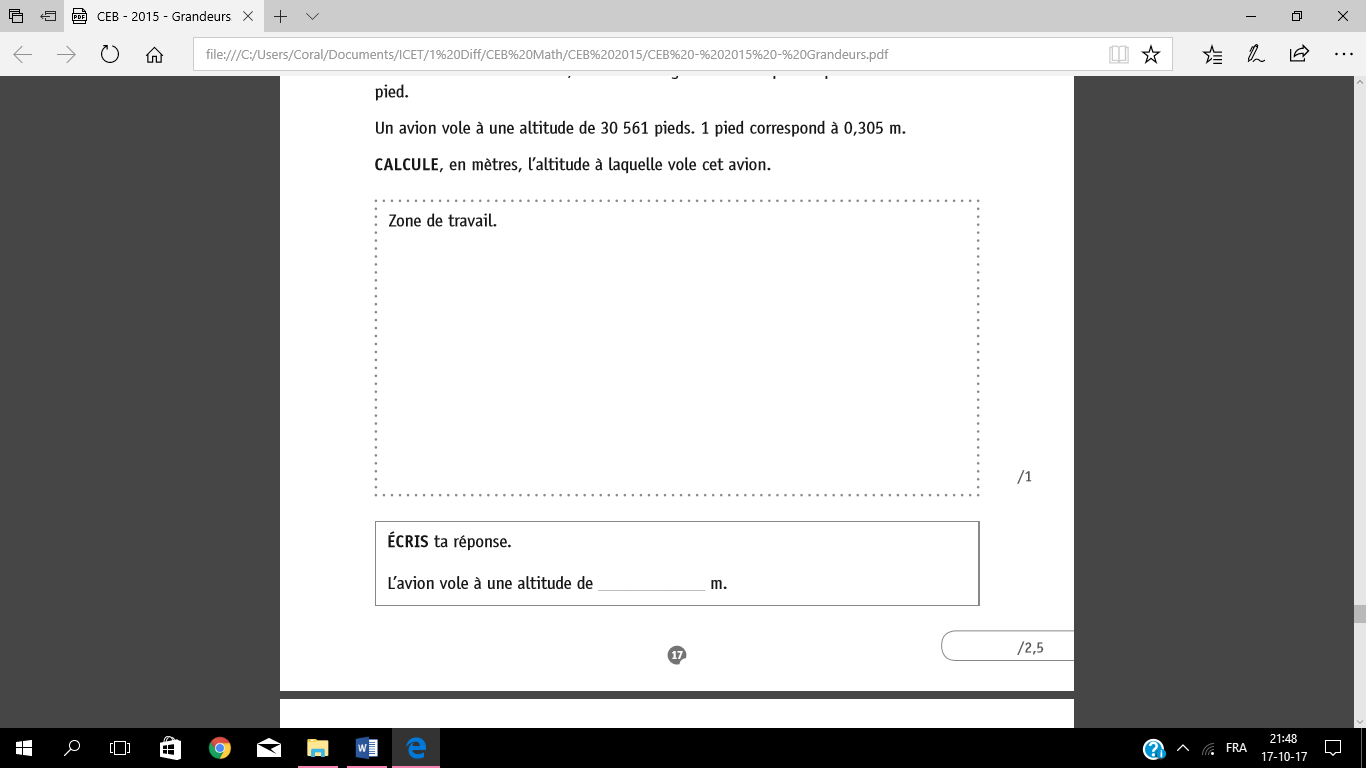 CEB - 2015 - Grandeurs
file:///C:/Users/Coral/Documents/ICET/1%20Diff/CEB%20Math/CEB%202015/CEB%20-%202015%20-%20Grandeurs.pdf
pied.
Un avion vole à une altitude de 30 561 pieds. 1 pied correspond à 0,305 m.
CALCULE, en mètres, l'altitude à laquelle vole cet avion.
Zone de travail.
/1
ÉCRIS ta réponse.
L'avion vole à une altitude de ____________ m.
17
/2,5
FRA
21:48
17-10-17